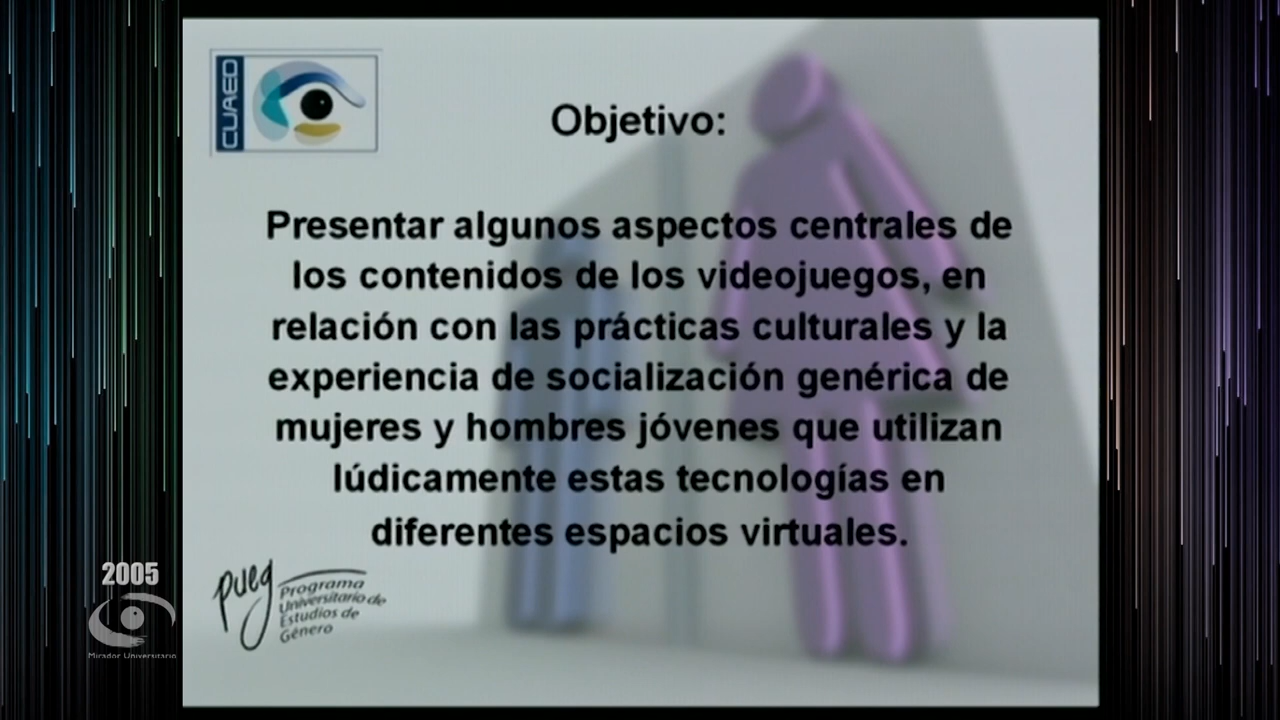 CUAED
Objetivo:
Presentar algunos aspectos centrales de
los contenidos de los videojuegos, en
relación con las prácticas culturales y la
experiencia de socialización genérica de
mujeres y hombres jóvenes que utilizan
lúdicamente estas tecnologías en
diferentes espacios virtuales.
pueg
Programa
Universitario de
Estudios de
Género
2005
Mirador Universitario